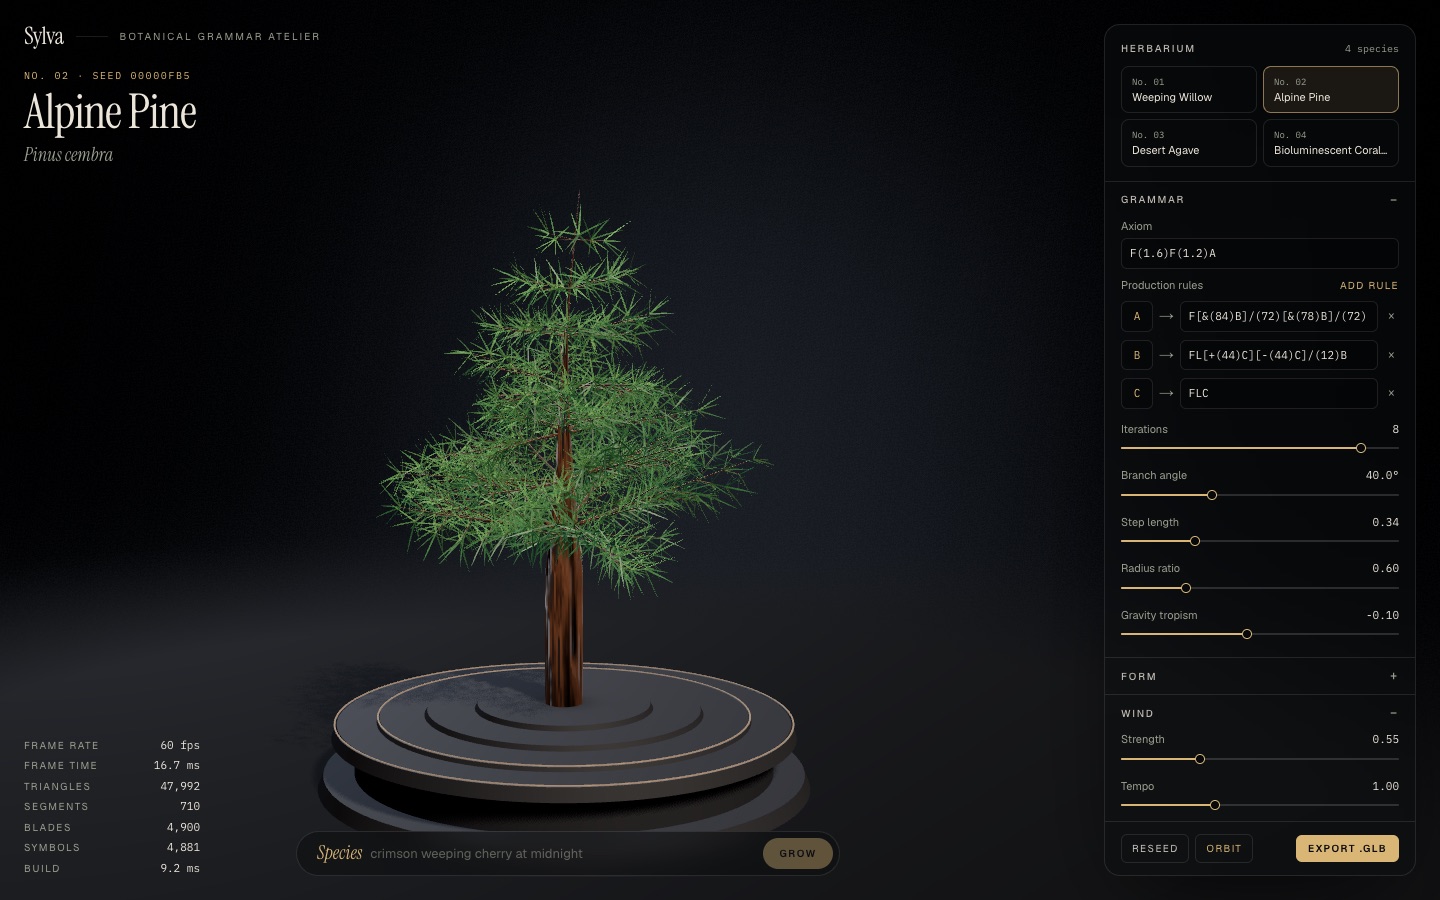 Sylva
BOTANICAL GRAMMAR ATELIER
NO. 02 · SEED 00000FB5
Alpine Pine
Pinus cembra
FRAME RATE 60 fps
FRAME TIME 16.7 ms
TRIANGLES 47,992
SEGMENTS 710
BLADES 4,900
SYMBOLS 4,881
BUILD 9.2 ms
Species crimson weeping cherry at midnight GROW
HERBARIUM 4 species
No. 01
Weeping Willow
No. 02
Alpine Pine
No. 03
Desert Agave
No. 04
Bioluminescent Coral…
GRAMMAR −
Axiom
F(1.6)F(1.2)A
Production rules ADD RULE
A → F[&(84)B]/(72)[&(78)B]/(72) ×
B → FL[+(44)C][-(44)C]/(12)B ×
C → FLC ×
Iterations 8
Branch angle 40.0°
Step length 0.34
Radius ratio 0.60
Gravity tropism -0.10
FORM +
WIND −
Strength 0.55
Tempo 1.00
RESEED ORBIT EXPORT .GLB